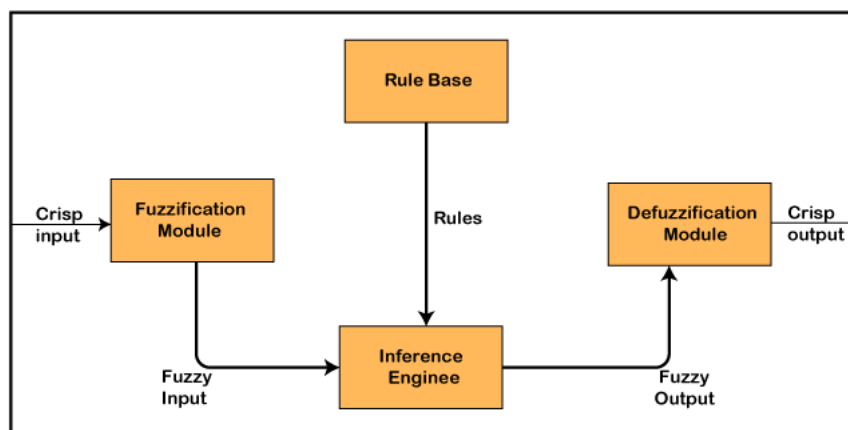 Rule Base
Fuzzification
Module
Defuzzification
Module
Crisp
input
Rules
Crisp
output
Inference
Enginee
Fuzzy
Input
Fuzzy
Output